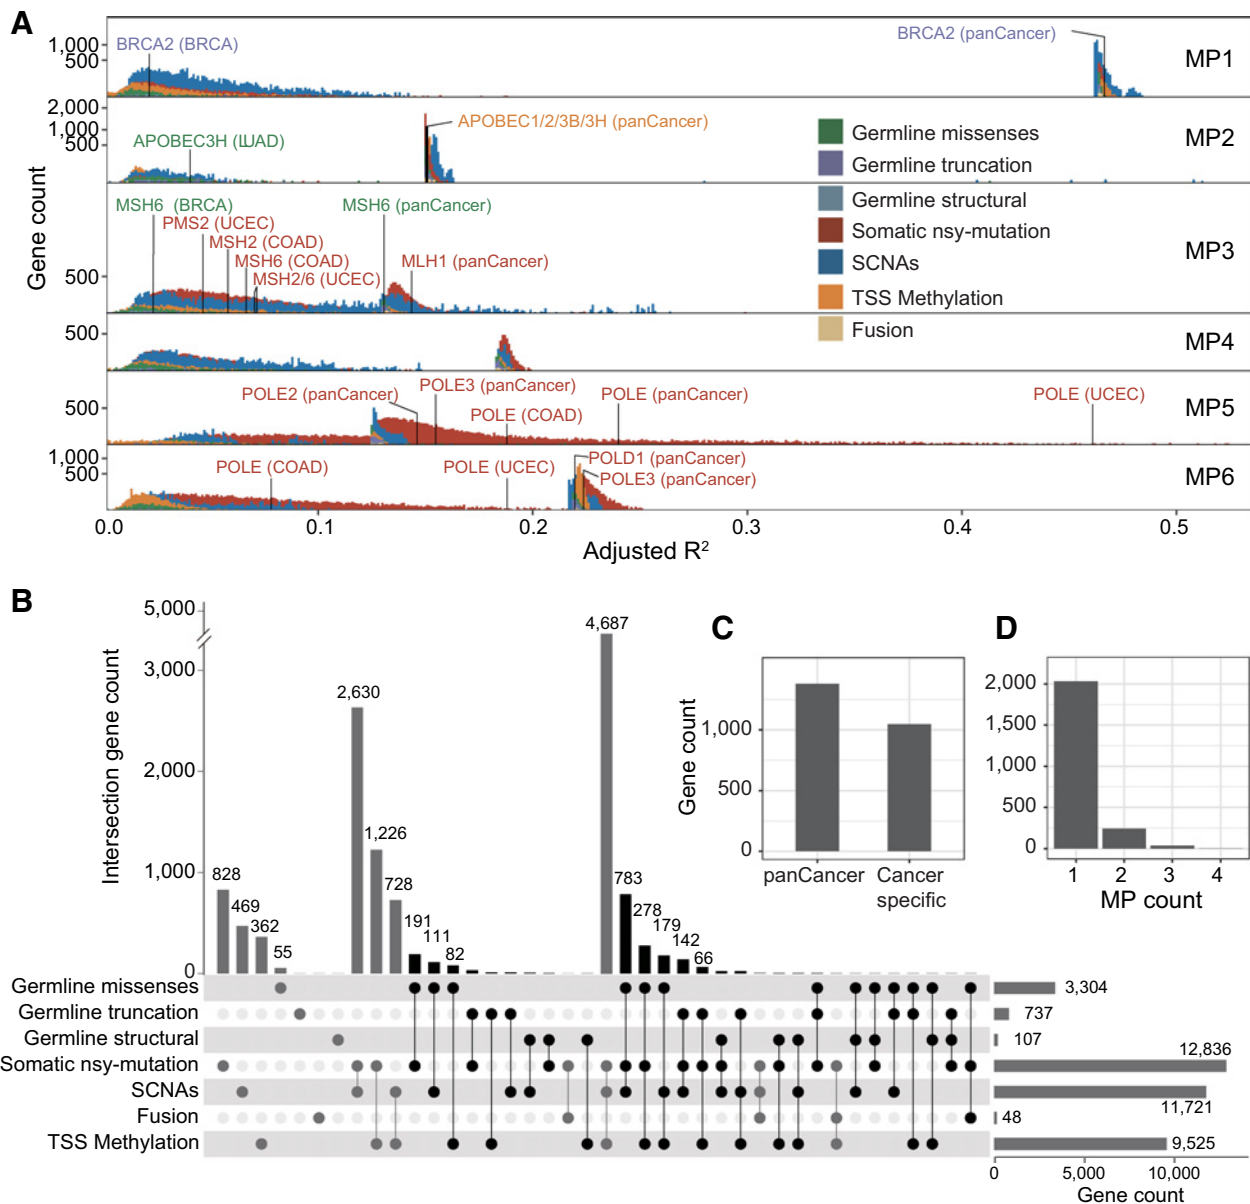 A
Gene count
1,000
500
BRCA2 (BRCA)
BRCA2 (panCancer)
MP1
2,000
1,000
500
APOBEC3H (LUAD)
APOBEC1/2/3B/3H (panCancer)
MP2
Germline missenses
Germline truncation
Germline structural
Somatic nsy-mutation
SCNAs
TSS Methylation
Fusion
500
MSH6 (BRCA)
PMS2 (UCEC)
MSH2 (COAD)
MSH6 (COAD)
MSH2/6 (UCEC)
MSH6 (panCancer)
MLH1 (panCancer)
MP3
500
MP4
500
POLE2 (panCancer)
POLE3 (panCancer)
POLE (COAD)
POLE (panCancer)
POLE (UCEC)
MP5
1,000
500
POLE (COAD)
POLE (UCEC)
POLD1 (panCancer)
POLE3 (panCancer)
MP6
0.0 0.1 0.2 0.3 0.4 0.5
Adjusted R²
B
Intersection gene count
5,000
3,000
2,000
1,000
0
828
469
362
55
2,630
1,226
728
191
111
82
4,687
783
278
179
142
66
Germline missenses
Germline truncation
Germline structural
Somatic nsy-mutation
SCNAs
Fusion
TSS Methylation
3,304
737
107
12,836
11,721
48
9,525
0 5,000 10,000
Gene count
C
Gene count
1,000
500
0
panCancer
Cancer
specific
D
2,000
1,500
1,000
500
0
1 2 3 4
MP count